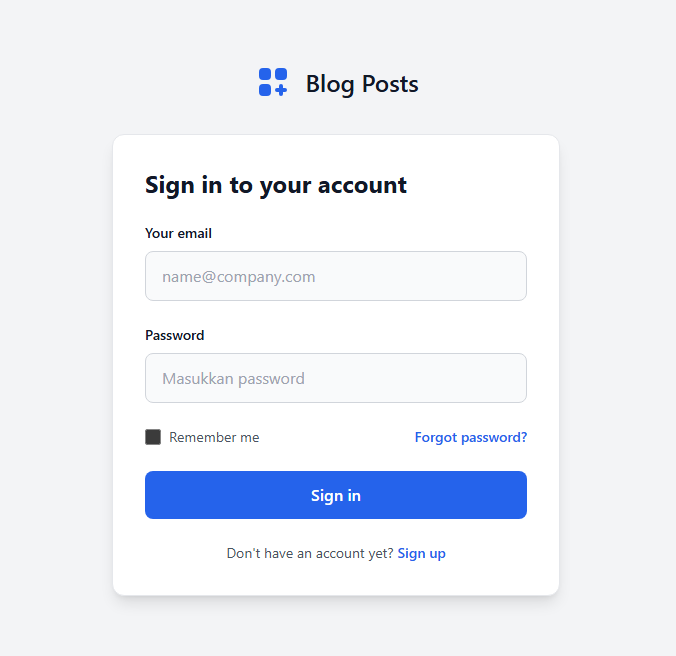 Blog Posts
Sign in to your account
Your email
name@company.com
Password
Masukkan password
Remember me
Forgot password?
Sign in
Don't have an account yet? Sign up